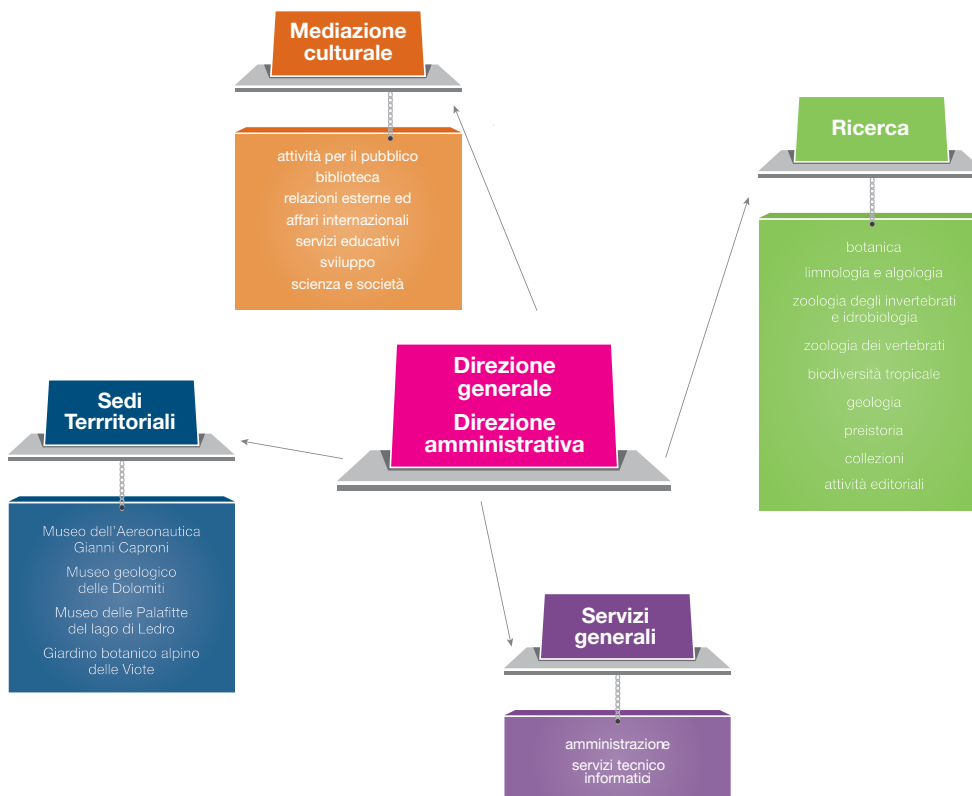 Mediazione
culturale
attività per il pubblico
biblioteca
relazioni esterne ed
affari internazionali
servizi educativi
sviluppo
scienza e società
Ricerca
botanica
limnologia e algologia
zoologia degli invertebrati
e idrobiologia
zoologia dei vertebrati
biodiversità tropicale
geologia
preistoria
collezioni
attività editoriali
Direzione
generale
Direzione
amministrativa
Sedi
Terrritoriali
Museo dell'Aereonautica
Gianni Caproni
Museo geologico
delle Dolomiti
Museo delle Palafitte
del lago di Ledro
Giardino botanico alpino
delle Viote
Servizi
generali
amministrazione
servizi tecnico
informatici